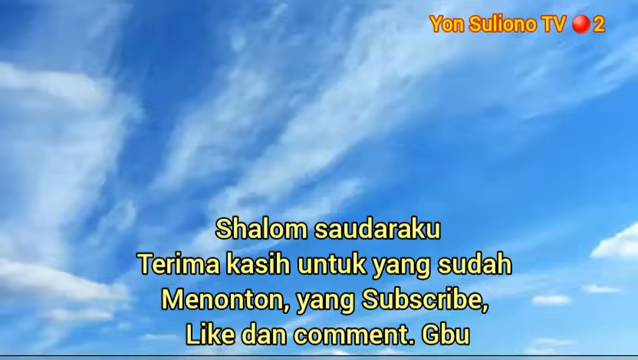 Yon Suliono TV 🔴2
Shalom saudaraku
Terima kasih untuk yang sudah
Menonton, yang Subscribe,
Like dan comment. Gbu